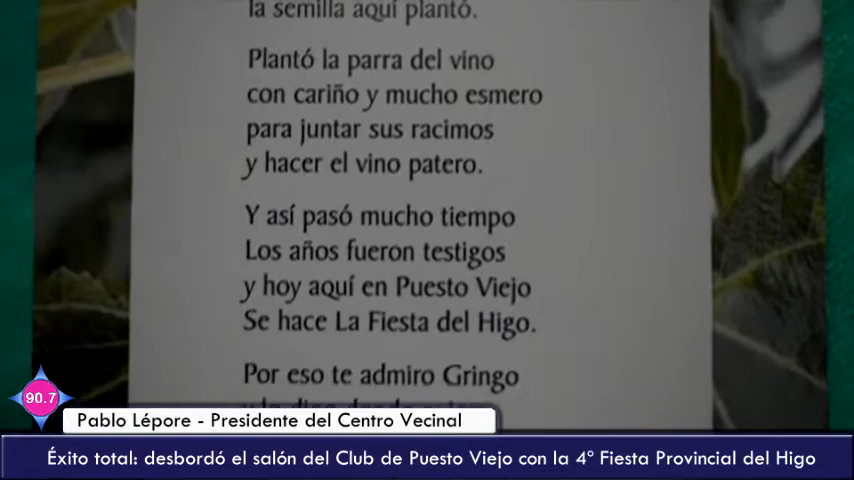 la semilla aquí plantó.
Plantó la parra del vino
con cariño y mucho esmero
para juntar sus racimos
y hacer el vino patero.
Y así pasó mucho tiempo
Los años fueron testigos
y hoy aquí en Puesto Viejo
Se hace La Fiesta del Higo.
Por eso te admiro Gringo
90.7
Pablo Lépore - Presidente del Centro Vecinal
Éxito total: desbordó el salón del Club de Puesto Viejo con la 4º Fiesta Provincial del Higo